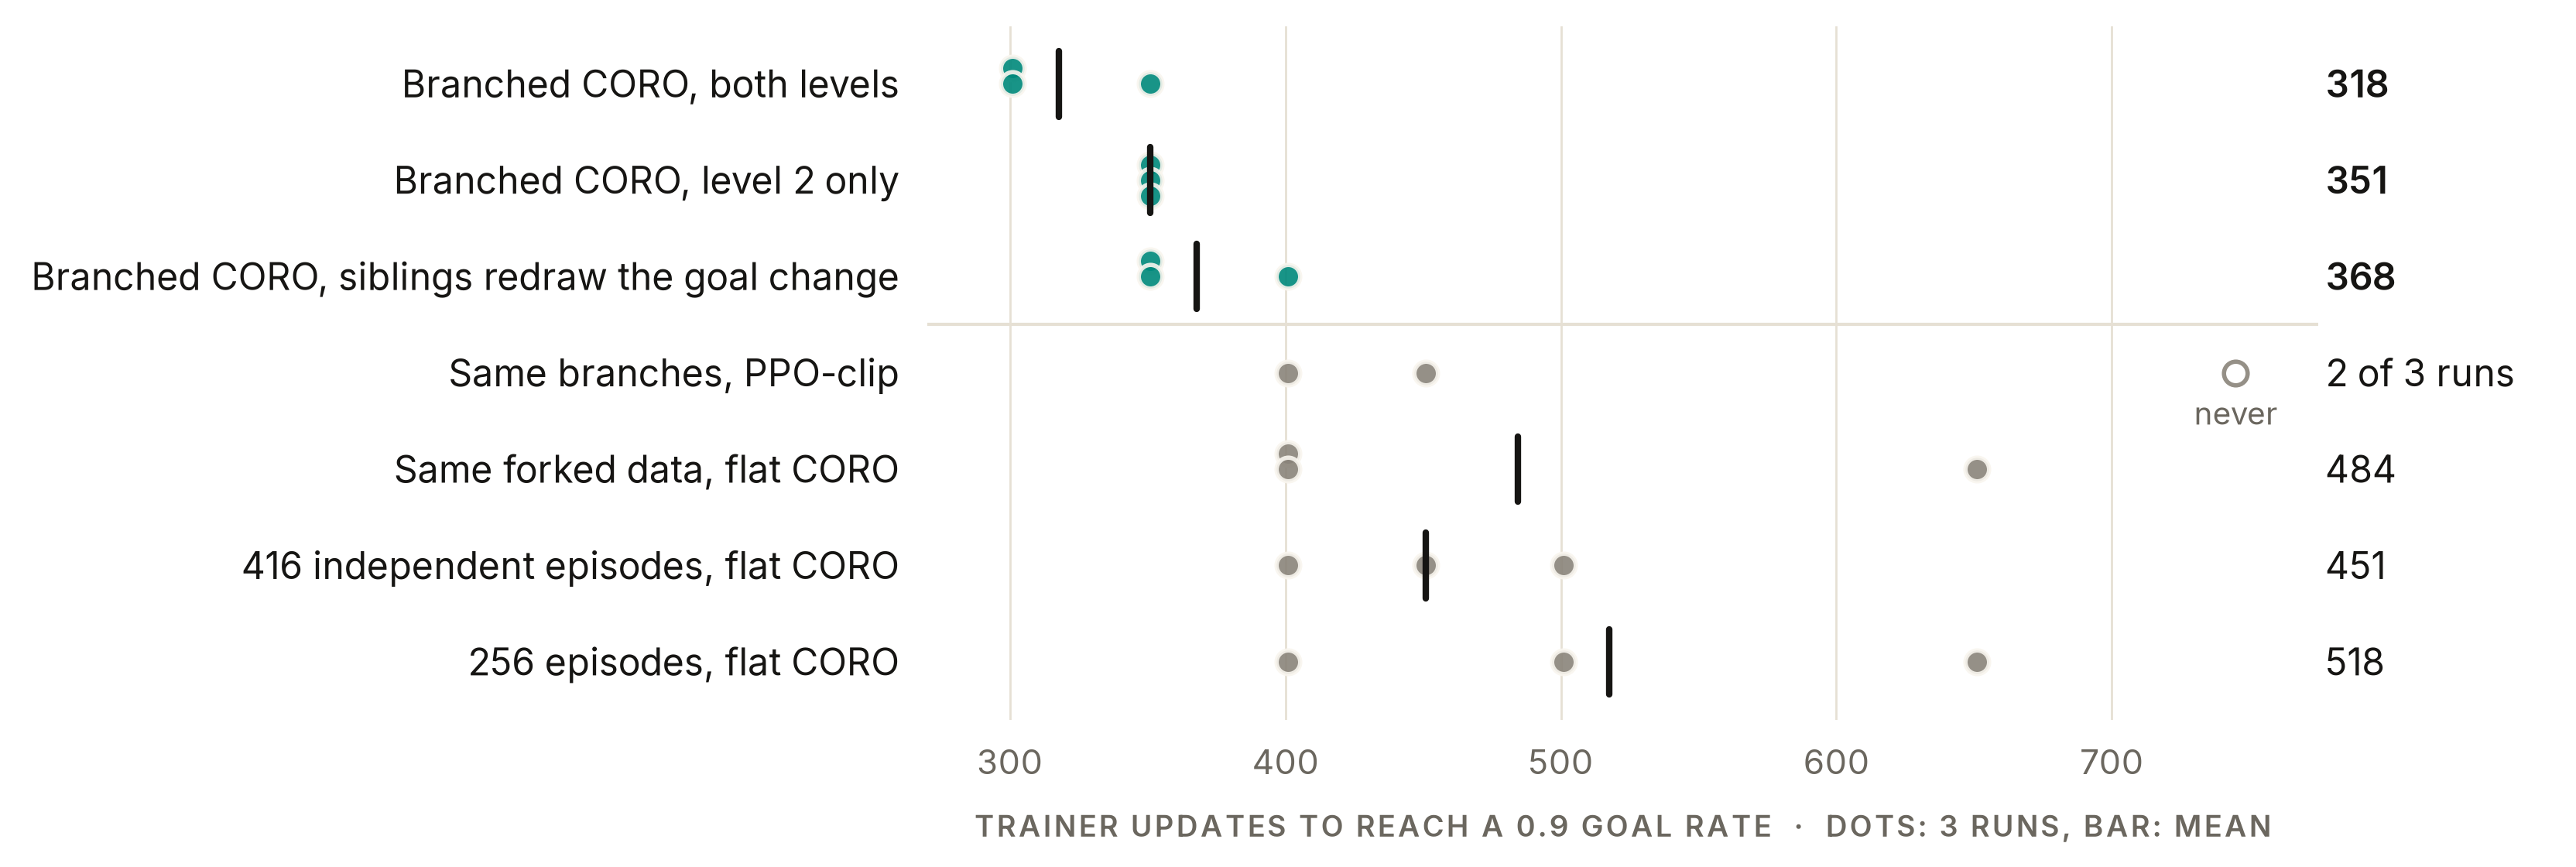 Branched CORO, both levels
318
Branched CORO, level 2 only
351
Branched CORO, siblings redraw the goal change
368
Same branches, PPO-clip
2 of 3 runs
never
Same forked data, flat CORO
484
416 independent episodes, flat CORO
451
256 episodes, flat CORO
518
300 400 500 600 700
TRAINER UPDATES TO REACH A 0.9 GOAL RATE · DOTS: 3 RUNS, BAR: MEAN